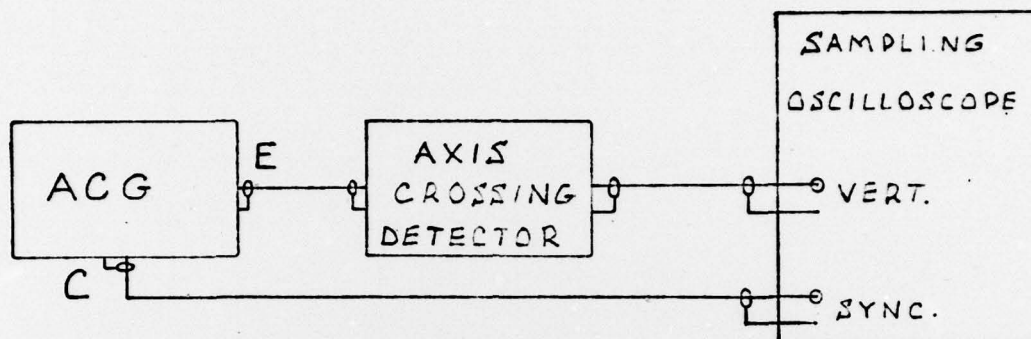 SAMPLING
OSCILLOSCOPE
ACG
E
AXIS
CROSSING
DETECTOR
VERT.
C
SYNC.